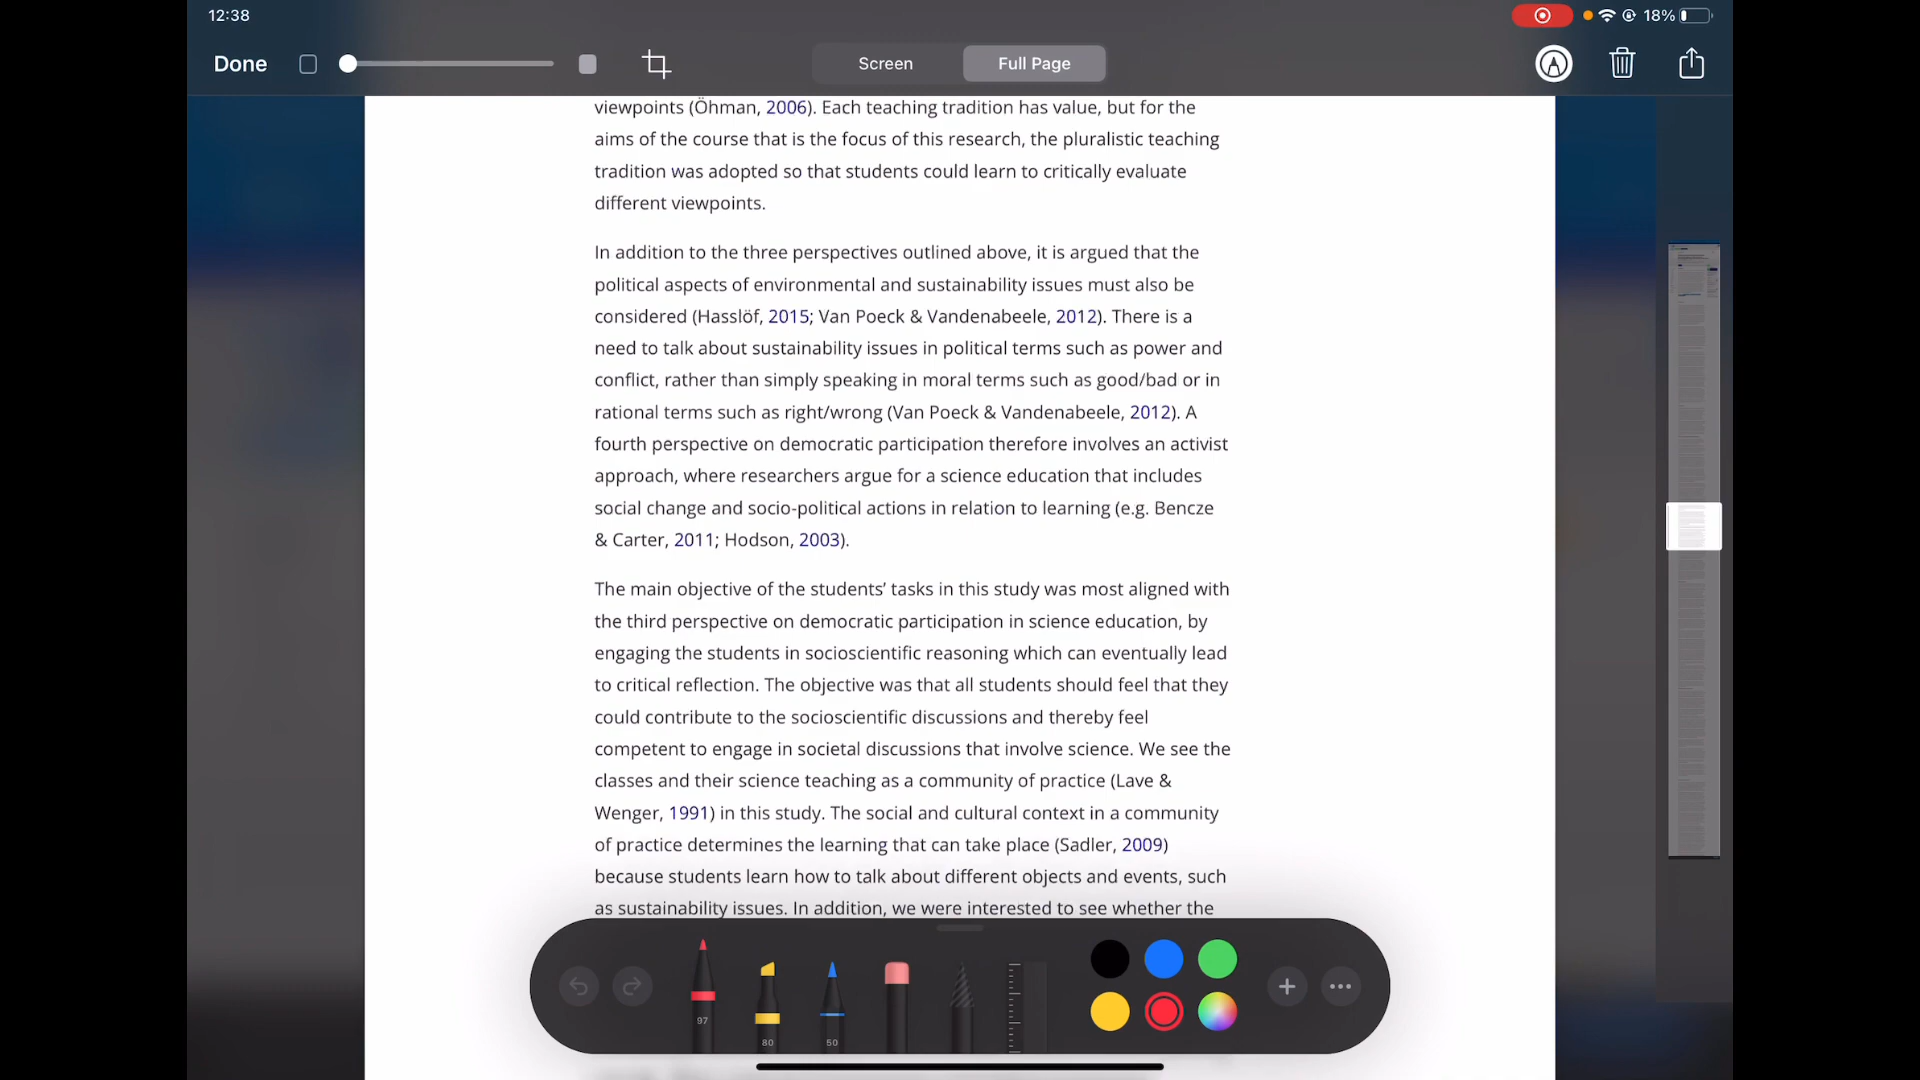 12:38
18%
Done
Screen
Full Page
viewpoints (Öhman, 2006). Each teaching tradition has value, but for the
aims of the course that is the focus of this research, the pluralistic teaching
tradition was adopted so that students could learn to critically evaluate
different viewpoints.
In addition to the three perspectives outlined above, it is argued that the
political aspects of environmental and sustainability issues must also be
considered (Hasslöf, 2015; Van Poeck & Vandenabeele, 2012). There is a
need to talk about sustainability issues in political terms such as power and
conflict, rather than simply speaking in moral terms such as good/bad or in
rational terms such as right/wrong (Van Poeck & Vandenabeele, 2012). A
fourth perspective on democratic participation therefore involves an activist
approach, where researchers argue for a science education that includes
social change and socio-political actions in relation to learning (e.g. Bencze
& Carter, 2011; Hodson, 2003).
The main objective of the students’ tasks in this study was most aligned with
the third perspective on democratic participation in science education, by
engaging the students in socioscientific reasoning which can eventually lead
to critical reflection. The objective was that all students should feel that they
could contribute to the socioscientific discussions and thereby feel
competent to engage in societal discussions that involve science. We see the
classes and their science teaching as a community of practice (Lave &
Wenger, 1991) in this study. The social and cultural context in a community
of practice determines the learning that can take place (Sadler, 2009)
because students learn how to talk about different objects and events, such
as sustainability issues. In addition, we were interested to see whether the
97
80
50